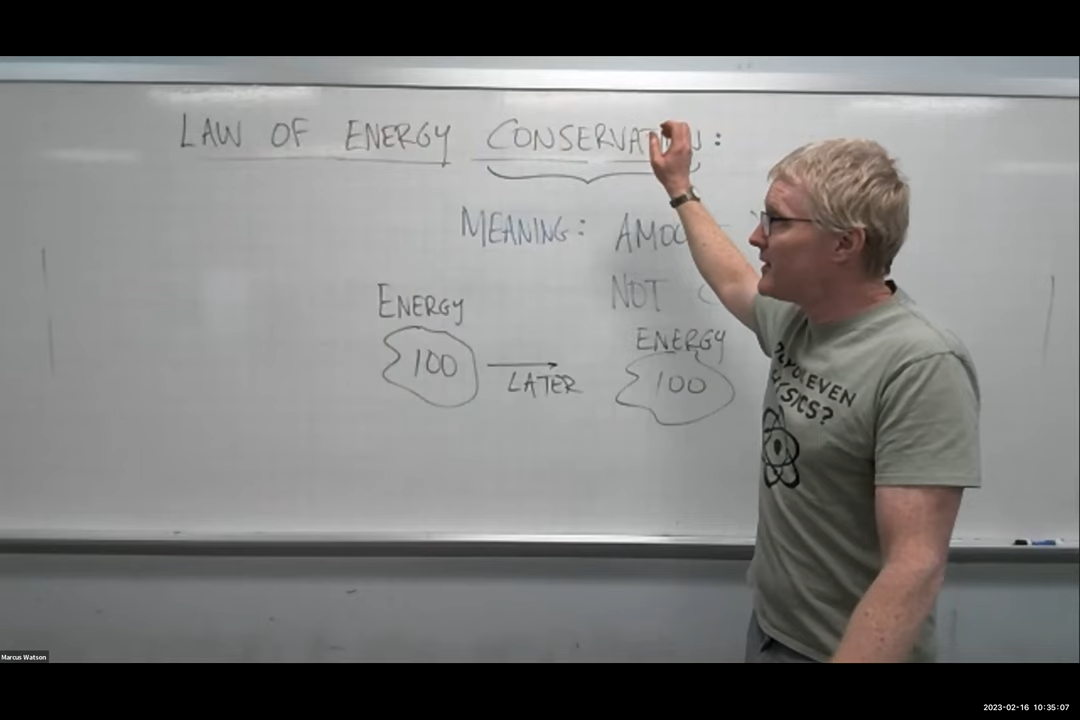 LAW OF ENERGY CONSERVATION:
MEANING:
NOT
ENERGY
100
LATER
ENERGY
100
EVEN
Marcus Watson
2023-02-16 10:35:07